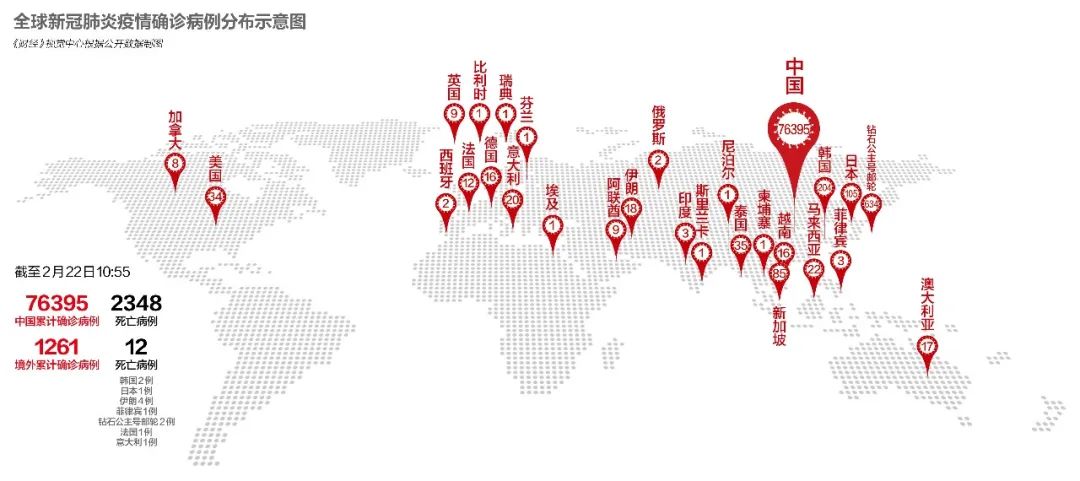 全球新冠肺炎疫情确诊病例分布示意图
《财经》视觉中心根据公开数据制图
加拿大
8
美国
34
英国
9
比利时
1
瑞典
1
芬兰
1
西班牙
2
法国
12
德国
16
意大利
20
埃及
1
阿联酋
9
伊朗
18
俄罗斯
2
印度
3
斯里兰卡
1
尼泊尔
1
泰国
35
柬埔寨
1
越南
16
85
新加坡
中国
76395
马来西亚
22
韩国
204
日本
105
钻石公主号邮轮
634
菲律宾
3
澳大利亚
17
截至2月22日10:55
76395 2348
中国累计确诊病例 死亡病例
1261 12
境外累计确诊病例 死亡病例
韩国2例
日本1例
伊朗4例
菲律宾1例
钻石公主号邮轮2例
法国1例
意大利1例